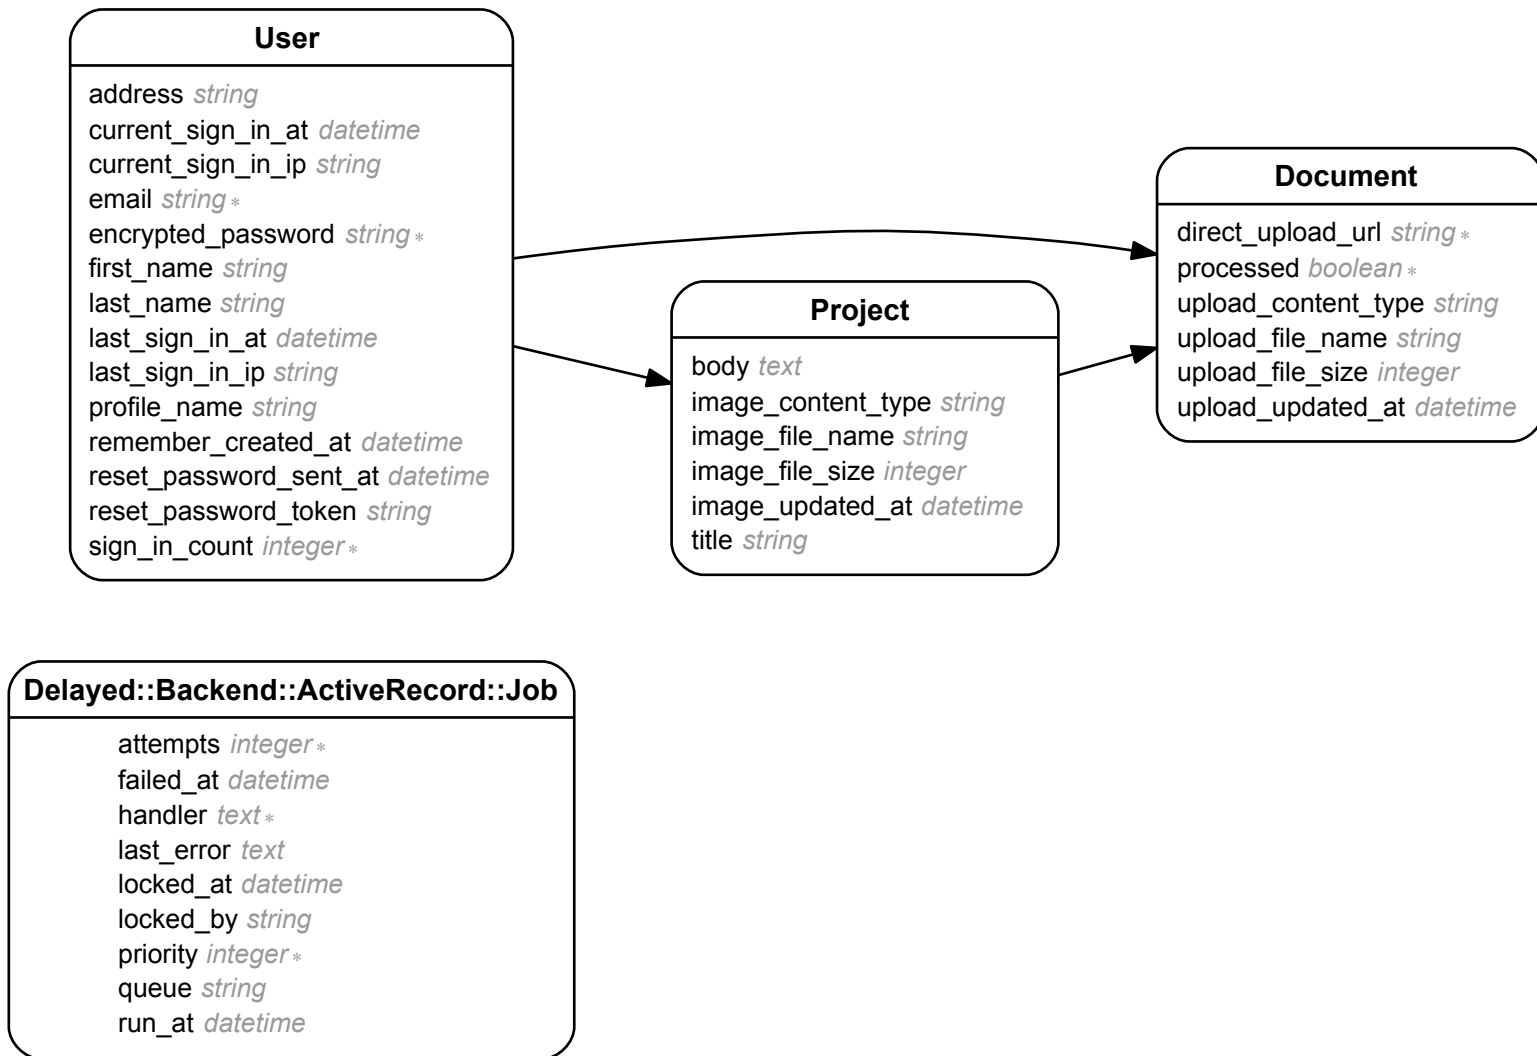 User
address string
current_sign_in_at datetime
current_sign_in_ip string
email string *
encrypted_password string *
first_name string
last_name string
last_sign_in_at datetime
last_sign_in_ip string
profile_name string
remember_created_at datetime
reset_password_sent_at datetime
reset_password_token string
sign_in_count integer *
Project
body text
image_content_type string
image_file_name string
image_file_size integer
image_updated_at datetime
title string
Document
direct_upload_url string *
processed boolean *
upload_content_type string
upload_file_name string
upload_file_size integer
upload_updated_at datetime
Delayed::Backend::ActiveRecord::Job
attempts integer *
failed_at datetime
handler text *
last_error text
locked_at datetime
locked_by string
priority integer *
queue string
run_at datetime